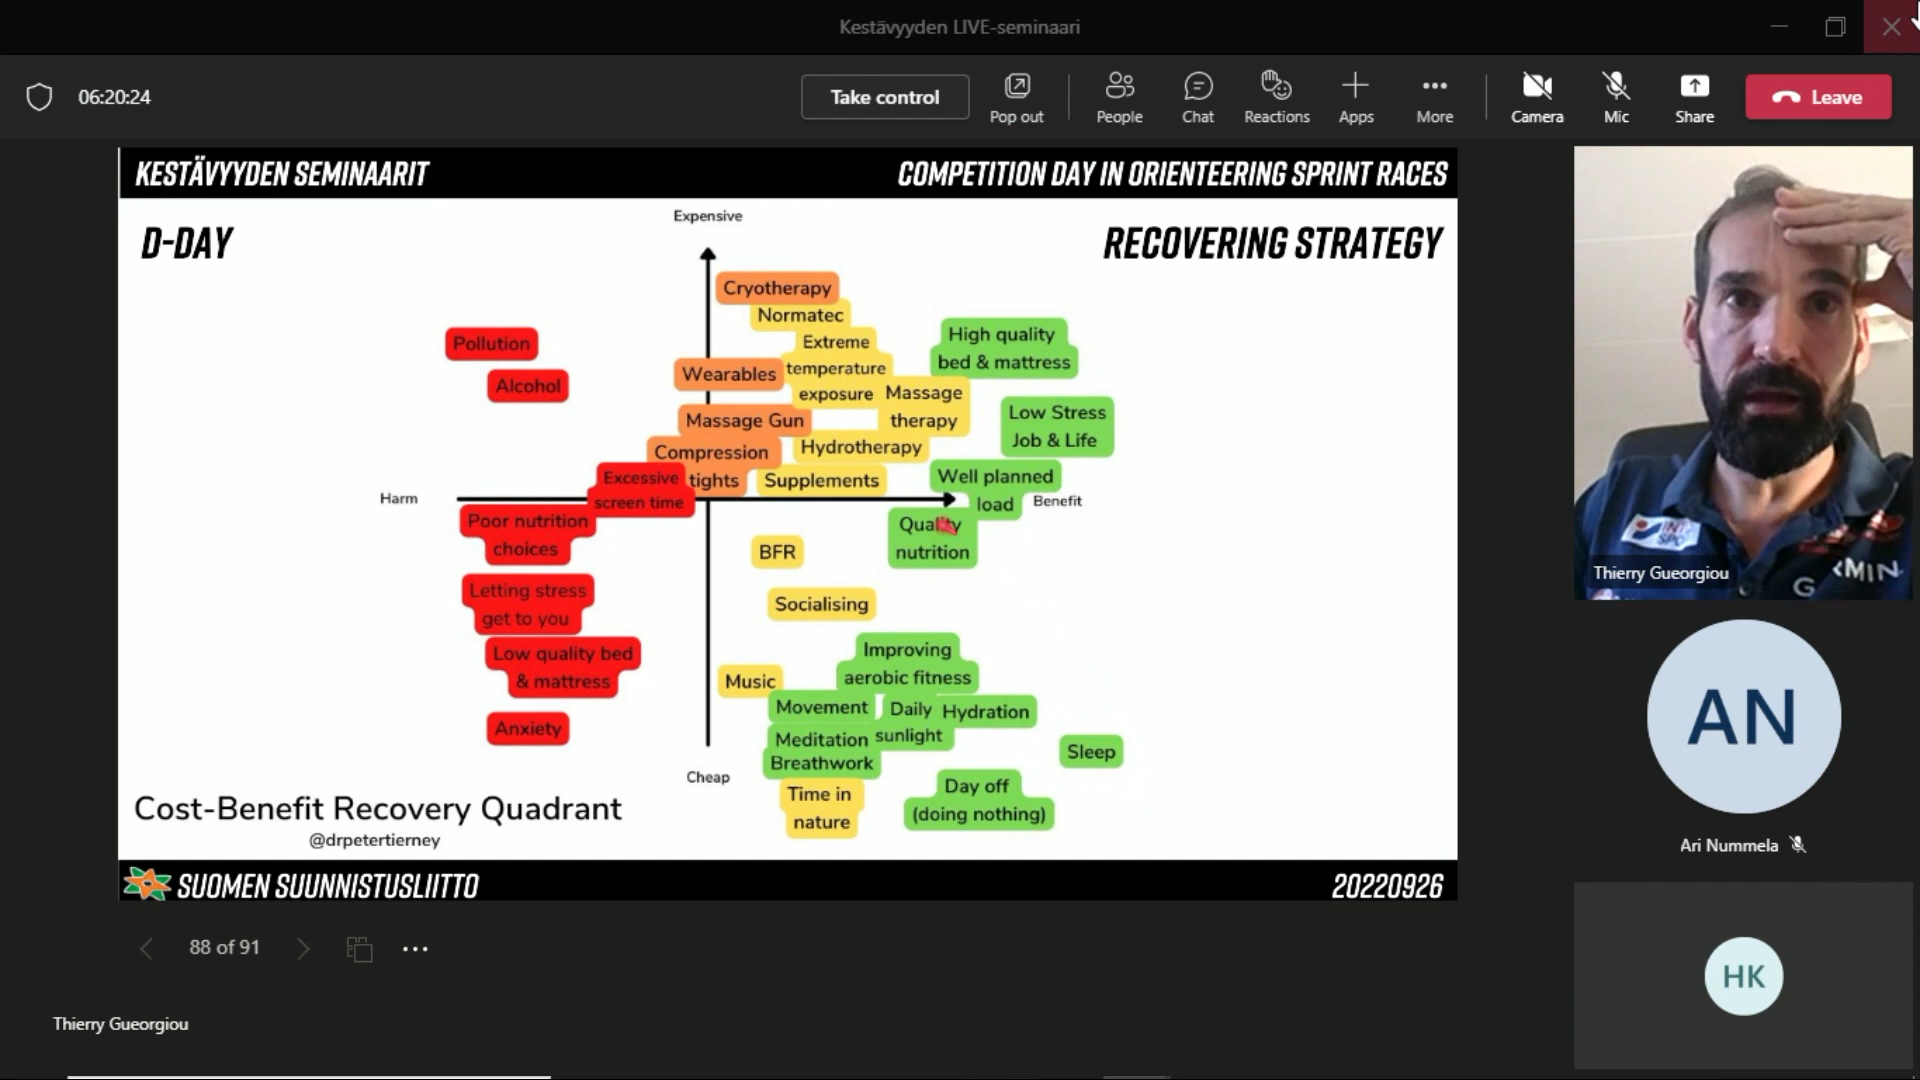 Kestävyyden LIVE-seminaari
06:20:24
Take control
Pop out
People
Chat
Reactions
Apps
More
Camera
Mic
Share
Leave
KESTÄVYYDEN SEMINAARIT
COMPETITION DAY IN ORIENTEERING SPRINT RACES
D-DAY
Expensive
RECOVERING STRATEGY
Cryotherapy
Normatec
Pollution
Alcohol
Extreme
temperature
exposure
High quality
bed & mattress
Wearables
Massage
therapy
Massage Gun
Low Stress
Job & Life
Compression
tights
Hydrotherapy
Supplements
Well planned
load
Excessive
screen time
Harm
Benefit
Poor nutrition
choices
Quality
nutrition
BFR
Letting stress
get to you
Socialising
Low quality bed
& mattress
Improving
aerobic fitness
Music
Movement
Daily
sunlight
Hydration
Anxiety
Meditation
Breathwork
Sleep
Cheap
Time in
nature
Day off
(doing nothing)
Cost-Benefit Recovery Quadrant
@drpetertierney
SUOMEN SUUNNISTUSLIITTO
20220926
88 of 91
Thierry Gueorgiou
Thierry Gueorgiou
AN
Ari Nummela
HK